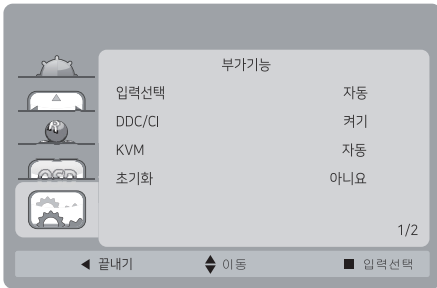 부가기능
입력선택 자동
DDC/CI 켜기
KVM 자동
초기화 아니요
OSD
1/2
◀ 끝내기 ◆ 이동 ■ 입력선택